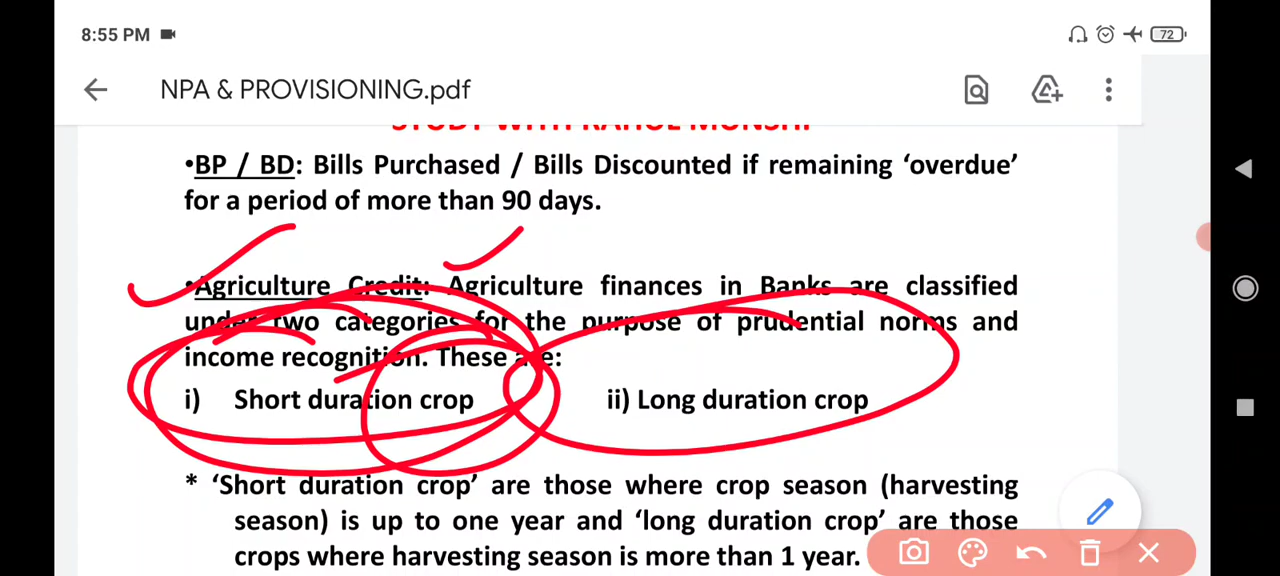 8:55 PM
72
NPA & PROVISIONING.pdf
STUDY WITH RAHUL MUNSHI
•BP / BD: Bills Purchased / Bills Discounted if remaining ‘overdue’
for a period of more than 90 days.
•Agriculture Credit: Agriculture finances in Banks are classified
under two categories for the purpose of prudential norms and
income recognition. These are:
i) Short duration crop ii) Long duration crop
* ‘Short duration crop’ are those where crop season (harvesting
season) is up to one year and ‘long duration crop’ are those
crops where harvesting season is more than 1 year.